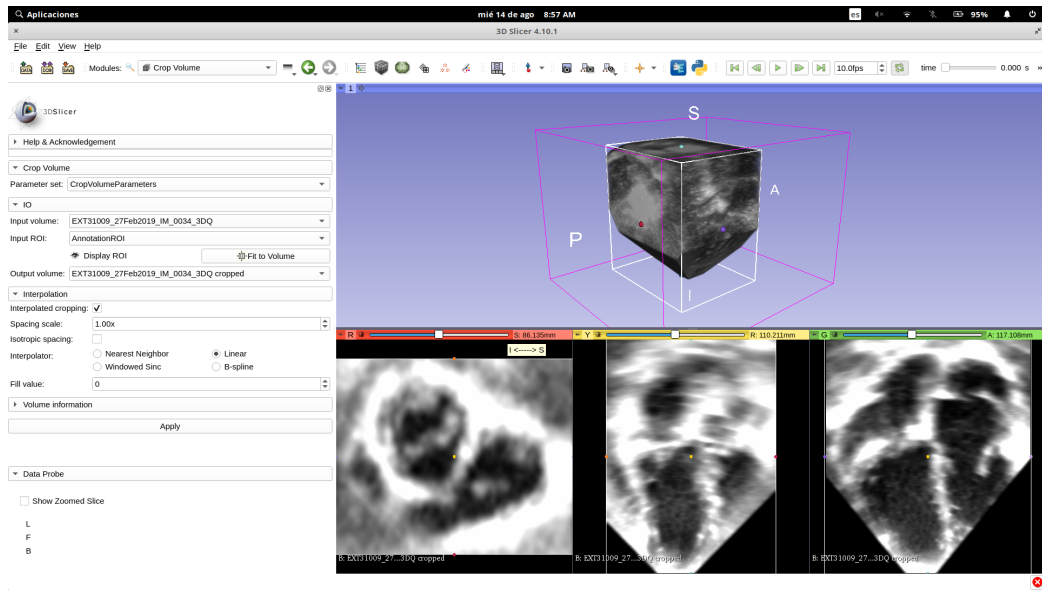 Aplicaciones
mié 14 de ago 8:57 AM
es
95%
3D Slicer 4.10.1
File Edit View Help
DATA DCM SAVE
Modules: Crop Volume
10.0fps
time 0.000 s »
3DSlicer
Help & Acknowledgement
Crop Volume
Parameter set: CropVolumeParameters
IO
Input volume: EXT31009_27Feb2019_IM_0034_3DQ
Input ROI: AnnotationROI
Display ROI Fit to Volume
Output volume: EXT31009_27Feb2019_IM_0034_3DQ cropped
Interpolation
Interpolated cropping:
Spacing scale: 1.00x
Isotropic spacing:
Interpolator: Nearest Neighbor Linear
Windowed Sinc B-spline
Fill value: 0
Volume information
Apply
Data Probe
Show Zoomed Slice
L
F
B
1
S
A
P
I
R S: 86.135mm
Y R: 110.211mm
G A: 117.108mm
I <-----> S
B: EXT31009_27...3DQ cropped
B: EXT31009_27...3DQ cropped
B: EXT31009_27...3DQ cropped